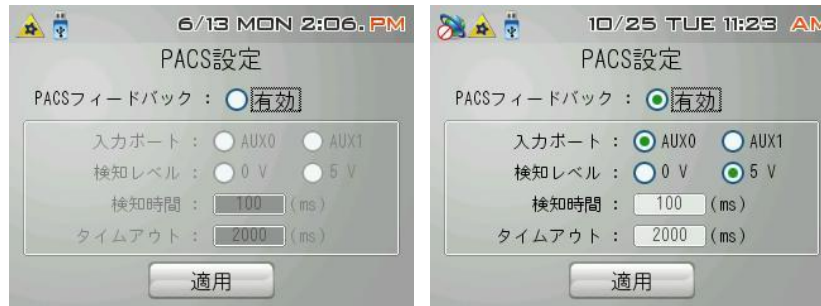 6/13 MON 2:06. PM
PACS設定
PACSフィードバック : 有効
入力ポート : AUX0 AUX1
検知レベル : 0 V 5 V
検知時間 : 100 (ms)
タイムアウト : 2000 (ms)
適用
10/25 TUE 11:23 AM
PACS設定
PACSフィードバック : 有効
入力ポート : AUX0 AUX1
検知レベル : 0 V 5 V
検知時間 : 100 (ms)
タイムアウト : 2000 (ms)
適用